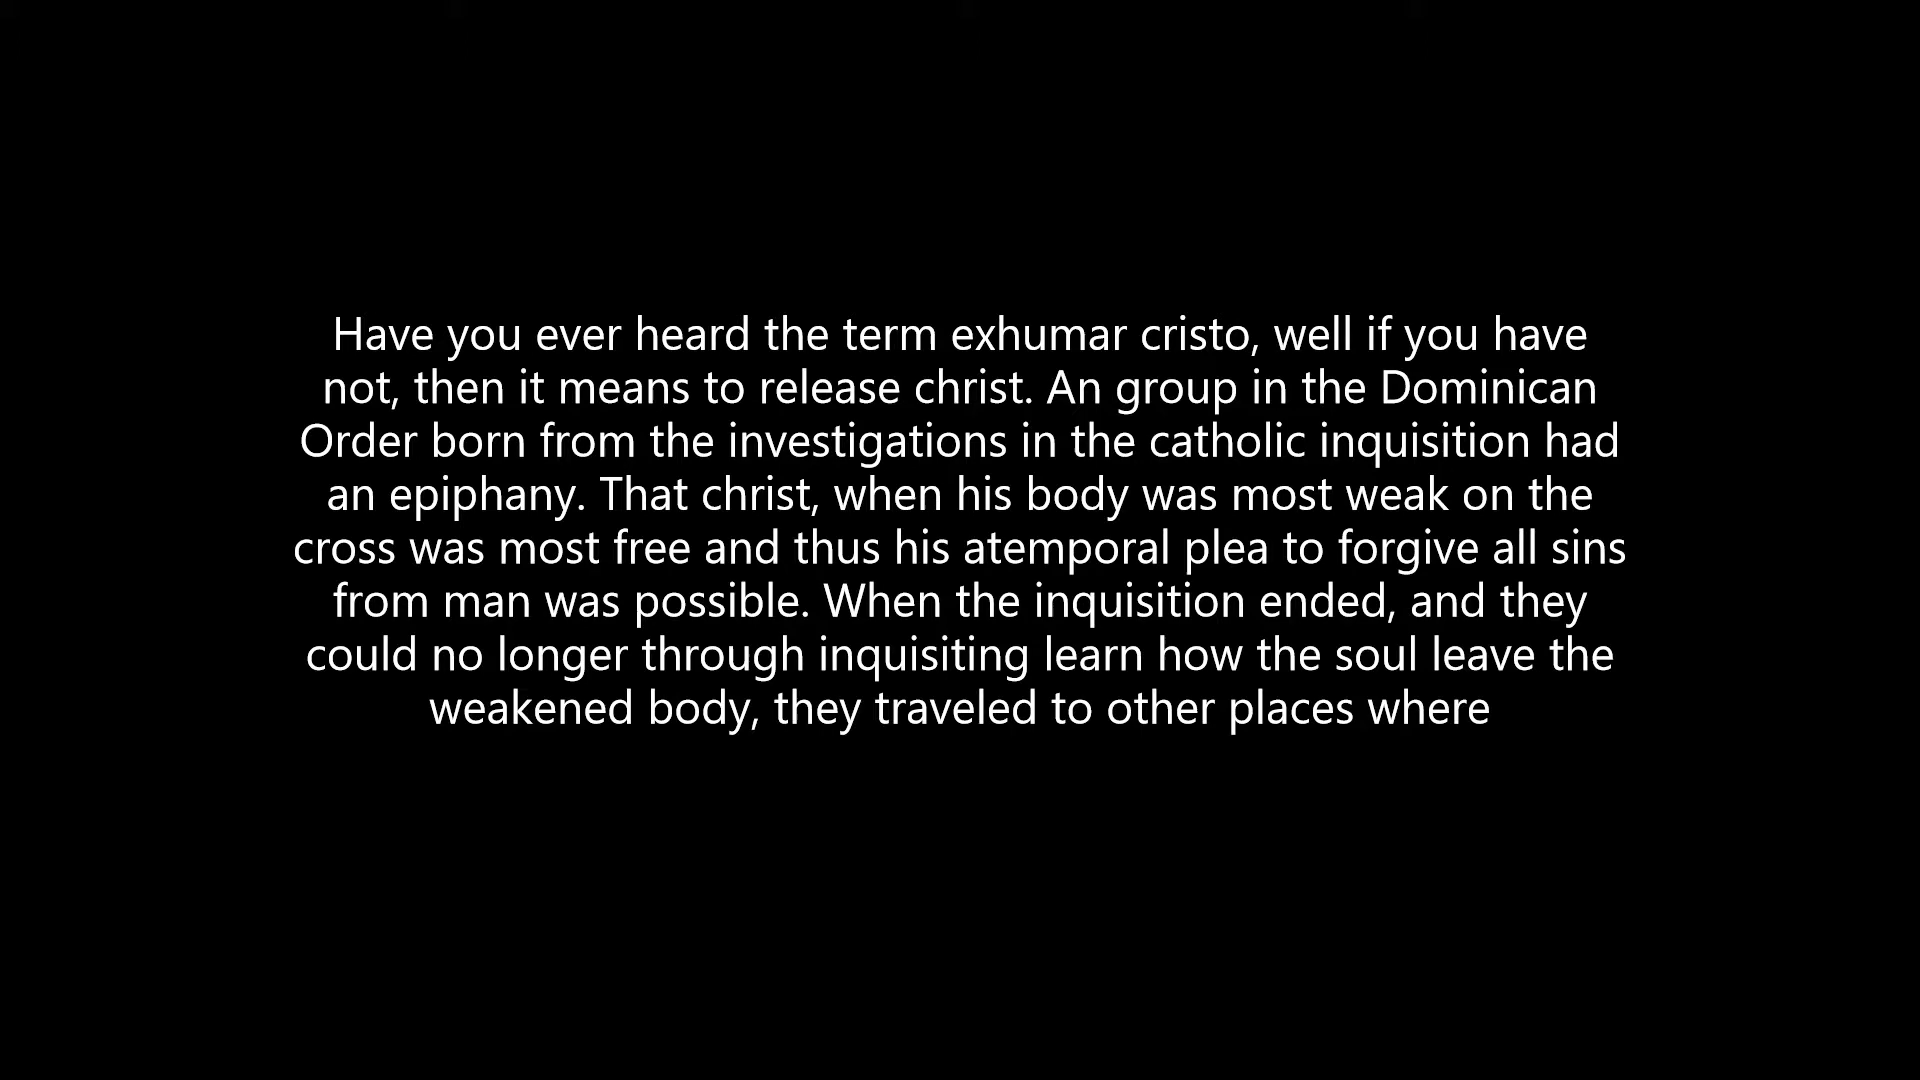 Have you ever heard the term exhumar cristo, well if you have
not, then it means to release christ. An group in the Dominican
Order born from the investigations in the catholic inquisition had
an epiphany. That christ, when his body was most weak on the
cross was most free and thus his atemporal plea to forgive all sins
from man was possible. When the inquisition ended, and they
could no longer through inquisiting learn how the soul leave the
weakened body, they traveled to other places where